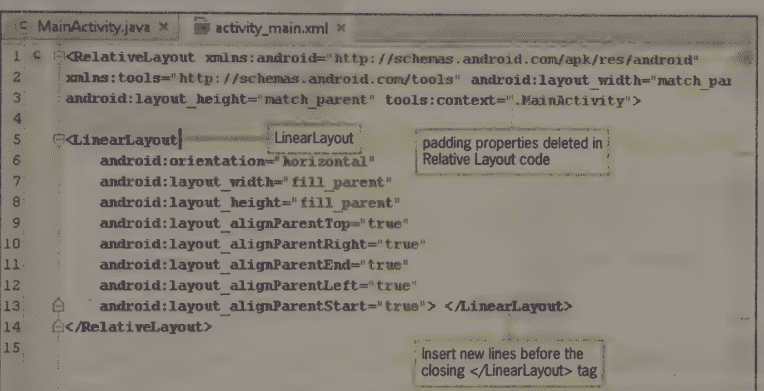 MainActivity.java × activity_main.xml ×
1 C <RelativeLayout xmlns:android="http://schemas.android.com/apk/res/android"
2 xmlns:tools="http://schemas.android.com/tools" android:layout_width="match_par
3 android:layout_height="match_parent" tools:context=".MainActivity">
4
5 <LinearLayout LinearLayout
6 android:orientation="horizontal"
7 android:layout_width="fill_parent"
8 android:layout_height="fill_parent"
9 android:layout_alignParentTop="true"
10 android:layout_alignParentRight="true"
11 android:layout_alignParentEnd="true"
12 android:layout_alignParentLeft="true"
13 android:layout_alignParentStart="true"> </LinearLayout>
14 </RelativeLayout>
15
padding properties deleted in
Relative Layout code
Insert new lines before the
closing </LinearLayout> tag